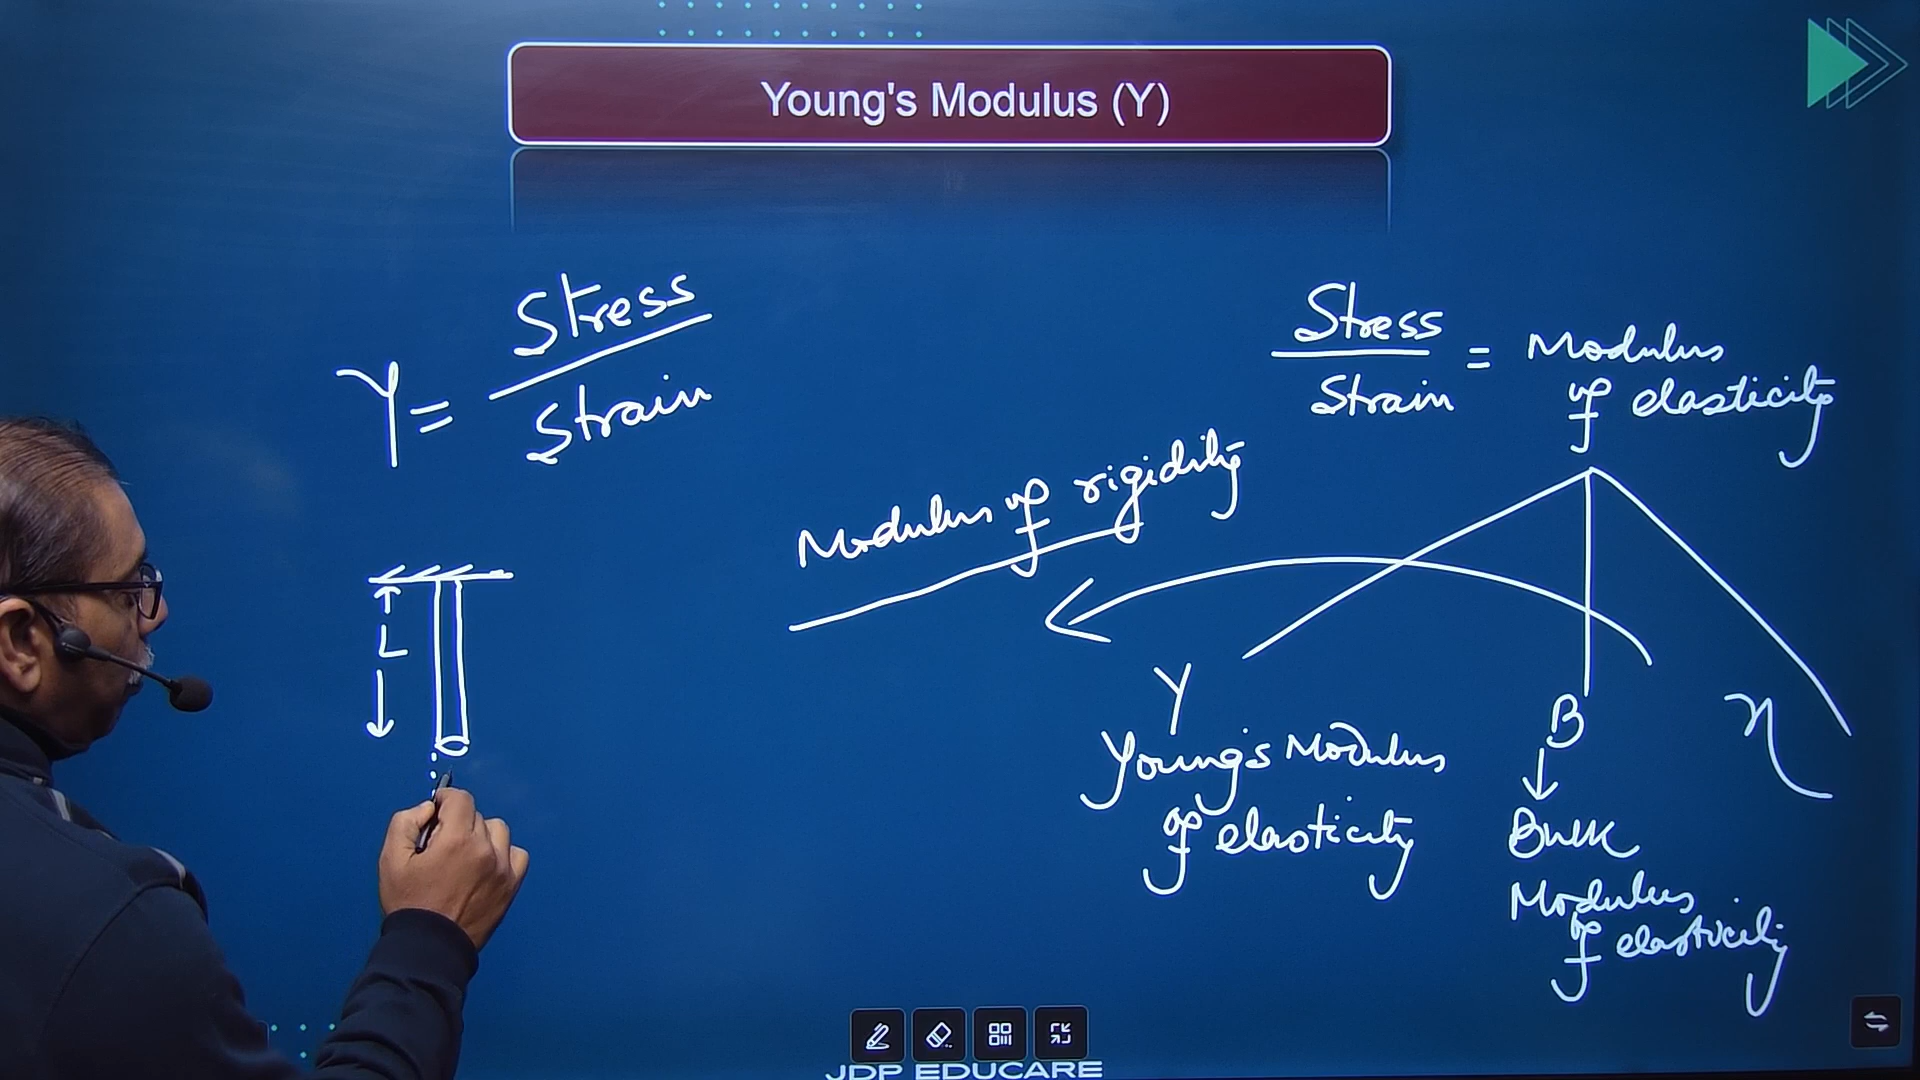 Young's Modulus (Y)
Y = Stress / Strain
L
Stress / Strain = Modulus
of elasticity
Modulus of rigidity
Y
Young's Modulus
of elasticity
B
Bulk
Modulus
of elasticity
η
JDP EDUCARE